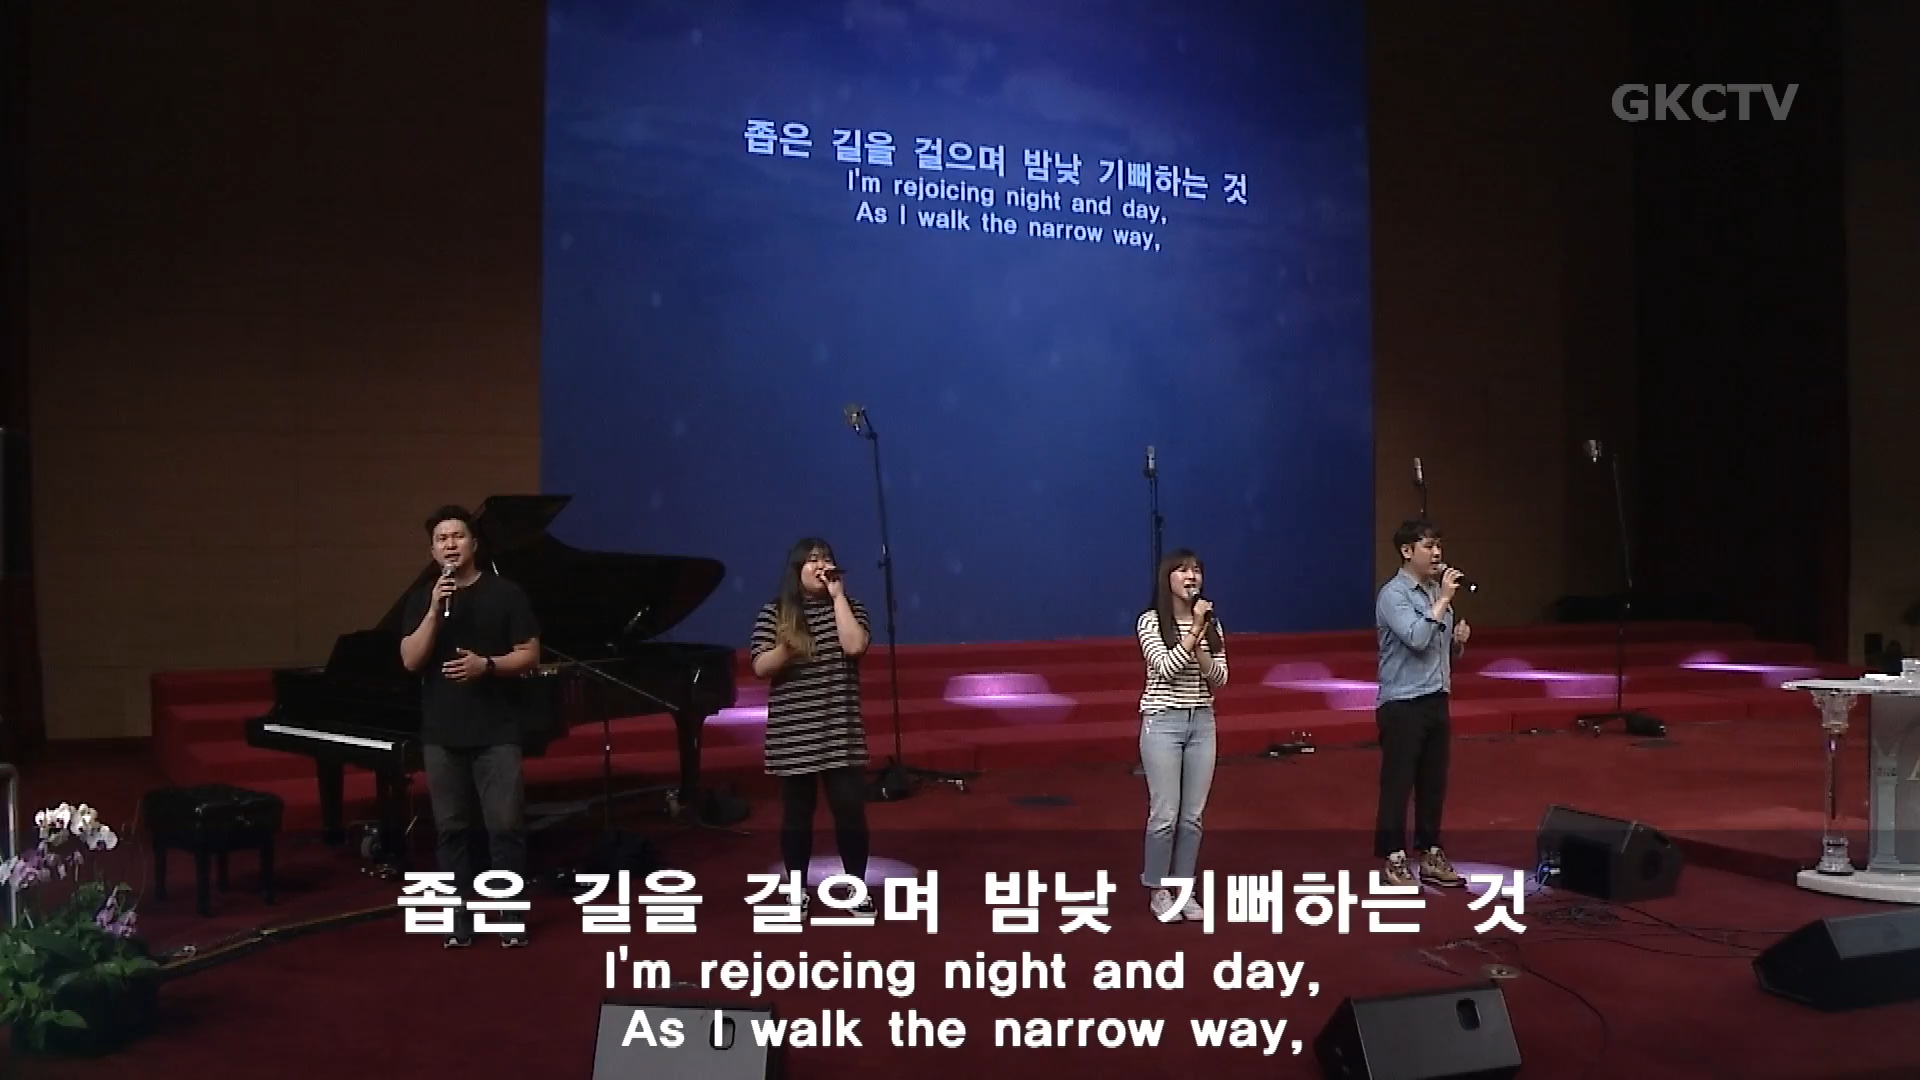 GKCTV
좁은 길을 걸으며 밤낮 기뻐하는 것
I'm rejoicing night and day,
As I walk the narrow way,
좁은 길을 걸으며 밤낮 기뻐하는 것
I'm rejoicing night and day,
As I walk the narrow way,